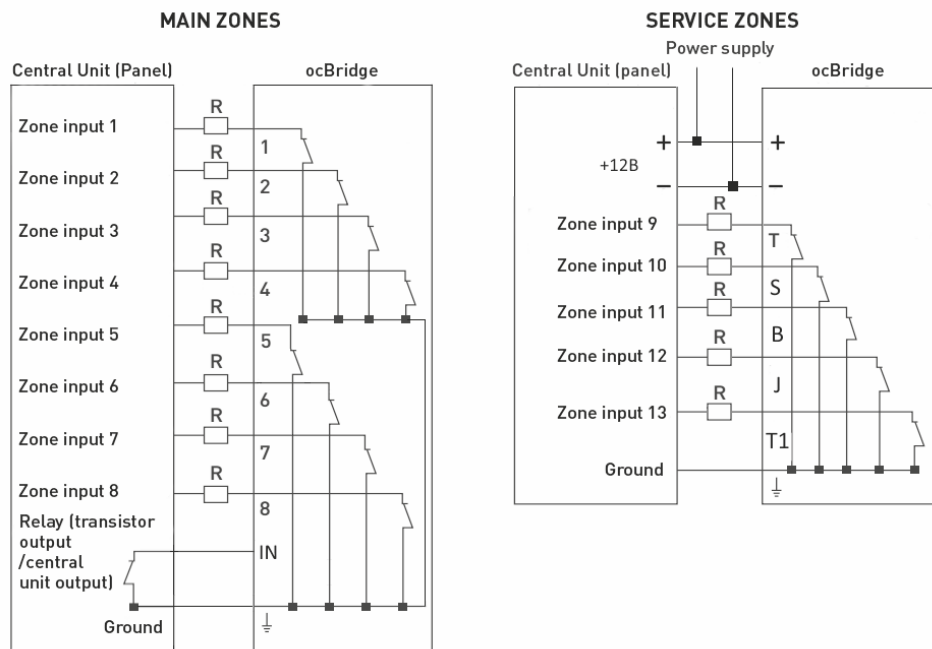 MAIN ZONES
Central Unit (Panel)
ocBridge
Zone input 1
R
1
Zone input 2
R
2
Zone input 3
R
3
Zone input 4
R
4
Zone input 5
R
5
Zone input 6
R
6
Zone input 7
R
7
Zone input 8
R
8
Relay (transistor
output
/central
unit output)
IN
Ground
SERVICE ZONES
Power supply
Central Unit (panel)
ocBridge
+ +
+12B
− −
Zone input 9
R
T
Zone input 10
R
S
Zone input 11
R
B
Zone input 12
R
J
Zone input 13
R
T1
Ground